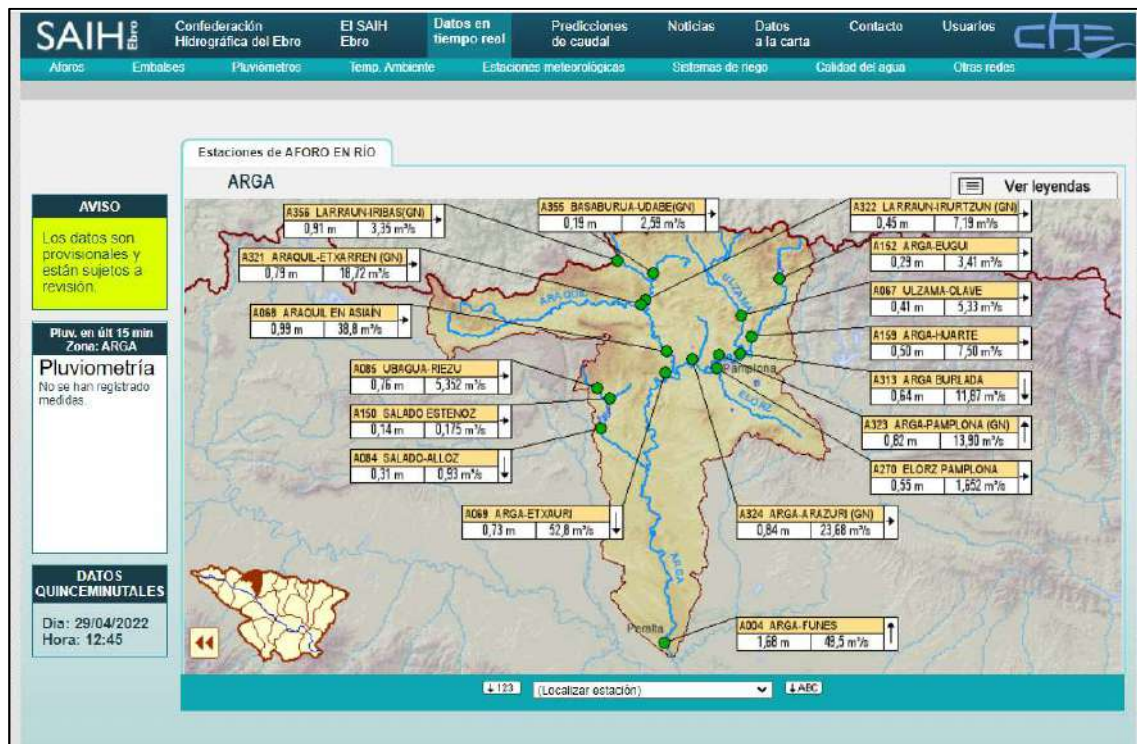 SAIH Ebro
Confederación
Hidrográfica del Ebro
El SAIH
Ebro
Datos en
tiempo real
Predicciones
de caudal
Noticias
Datos
a la carta
Contacto
Usuarios
che
Aforos Embalses Pluviómetros Temp. Ambiente Estaciones meteorológicas Sistemas de riego Calidad del agua Otras redes
Estaciones de AFORO EN RÍO
ARGA
Ver leyendas
AVISO
Los datos son
provisionales y
están sujetos a
revisión.
Pluv. en últ 15 min
Zona: ARGA
Pluviometría
No se han registrado
medidas.
DATOS
QUINCEMINUTALES
Dia: 29/04/2022
Hora: 12:45
A356 LARRAUN-IRIBAS(GN)
0,91 m 3,35 m³/s
A355 BASABURUA-UDABE(GN)
0,19 m 2,59 m³/s
A322 LARRAUN-IRURTZUN (GN)
0,45 m 7,19 m³/s
A321 ARAQUIL-ETXARREN (GN)
0,79 m 18,72 m³/s
A152 ARGA-EUGUI
0,29 m 3,41 m³/s
A067 ULZAMA-OLAVE
0,41 m 5,33 m³/s
A068 ARAQUIL EN ASIAIN
0,99 m 38,8 m³/s
A159 ARGA-HUARTE
0,50 m 7,50 m³/s
A085 UBAGUA-RIEZU
0,76 m 5,352 m³/s
A313 ARGA BURLADA
0,64 m 11,87 m³/s
A150 SALADO ESTENOZ
0,14 m 0,175 m³/s
A323 ARGA-PAMPLONA (GN)
0,82 m 13,90 m³/s
A084 SALADO-ALLOZ
0,31 m 0,93 m³/s
A270 ELORZ PAMPLONA
0,55 m 1,652 m³/s
A069 ARGA-ETXAURI
0,73 m 52,8 m³/s
A324 ARGA-ARAZURI (GN)
0,84 m 23,68 m³/s
A004 ARGA-FUNES
1,68 m 49,5 m³/s
ARAQUIL
ULZAMA
Pamplona
ELORZ
ARGA
Peralta
123
(Localizar estación)
ABC